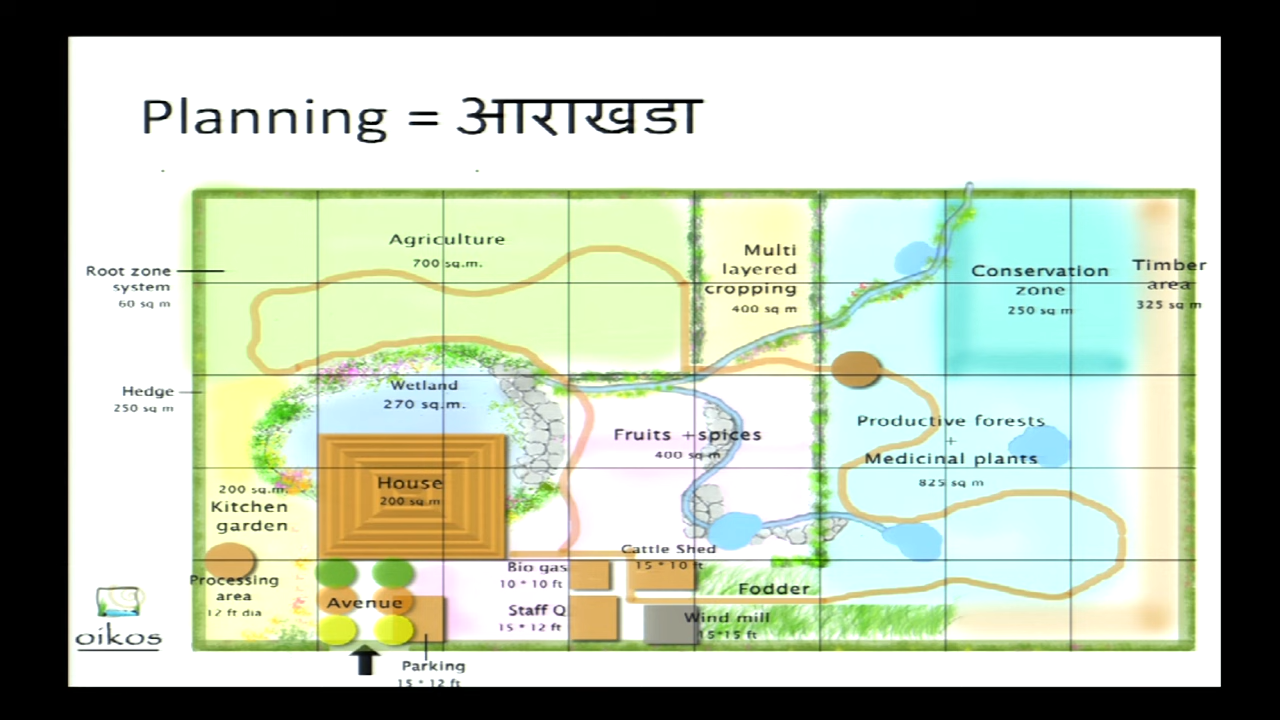 Planning = आराखडा
Agriculture
700 sq.m.
Root zone
system
60 sq m
Multi
layered
cropping
400 sq m
Conservation
zone
250 sq m
Timber
area
325 sq m
Hedge
250 sq m
Wetland
270 sq.m.
Fruits +spices
400 sq m
Productive forests
+
Medicinal plants
825 sq m
House
200 sq m
200 sq.m.
Kitchen
garden
Processing
area
12 ft dia
Avenue
Bio gas
10 * 10 ft
Cattle Shed
15 * 10 ft
Staff Q
15 * 12 ft
Fodder
Wind mill
15*15 ft
Parking
15 * 12 ft
oikos